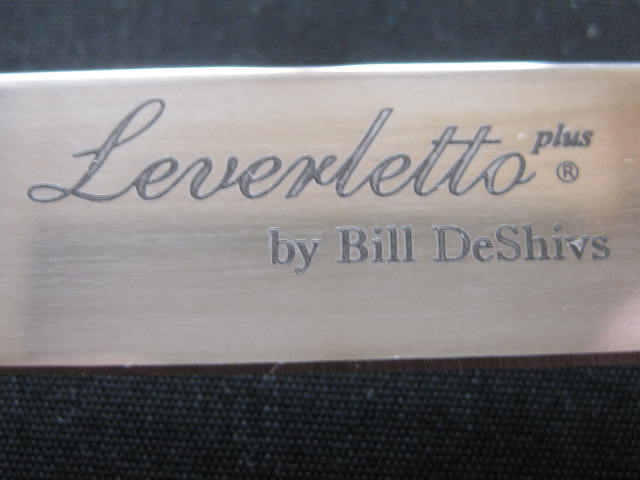 Leverletto plus ®
by Bill DeShivs